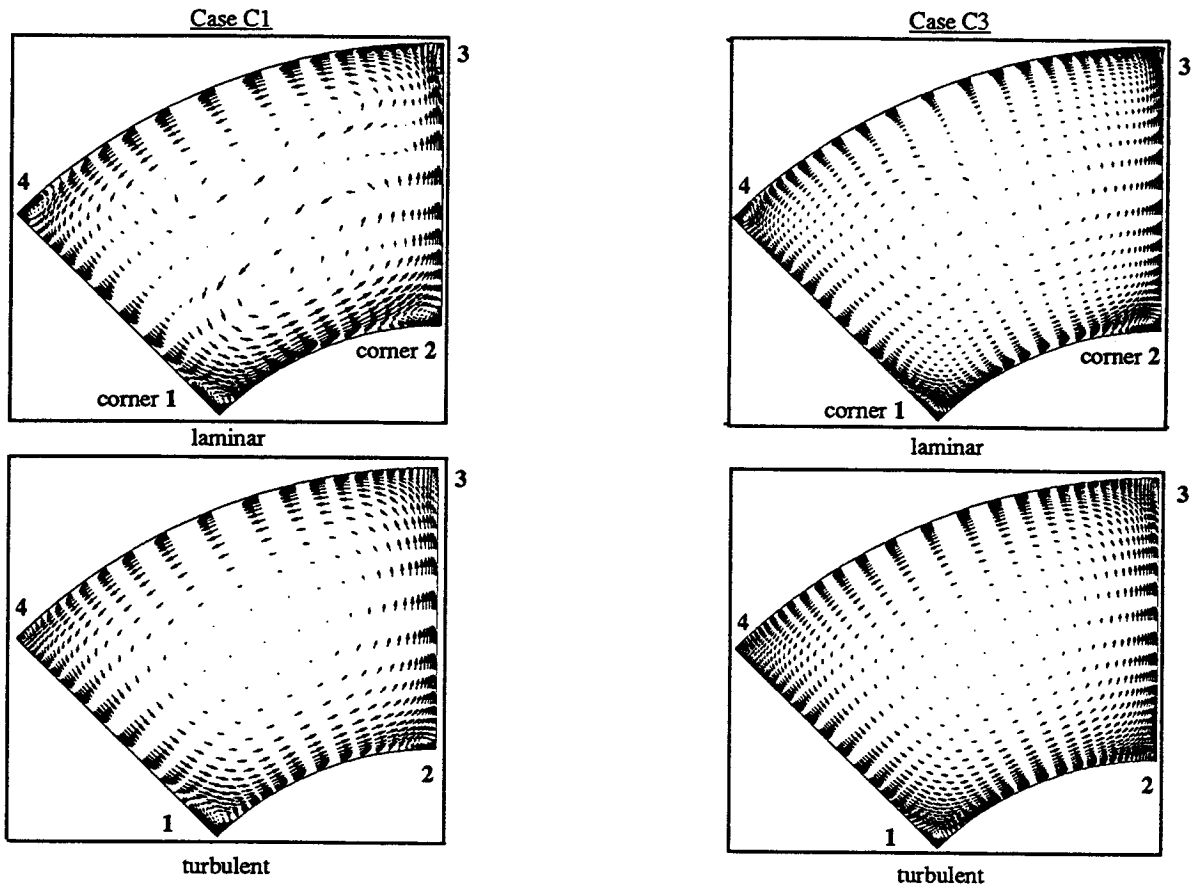 Case C1
Case C3
3
3
4
4
corner 2
corner 2
corner 1
corner 1
laminar
laminar
3
3
4
4
2
2
1
1
turbulent
turbulent